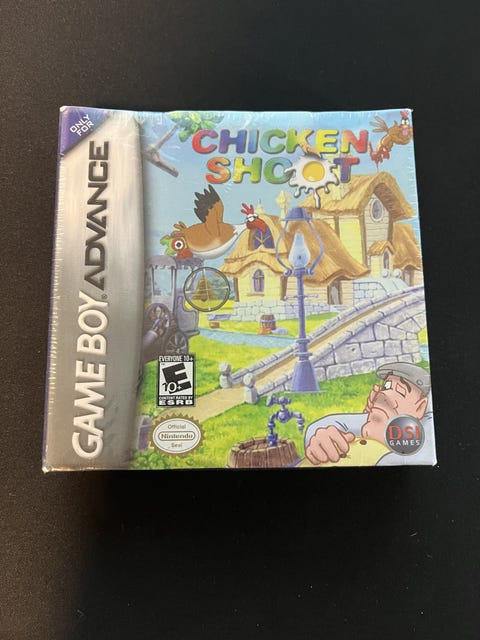 ONLY
FOR
GAME BOY ADVANCE
CHICKEN
SHOOT
EVERYONE 10+
E
10+
CONTENT RATED BY
ESRB
Official
Nintendo
Seal
DSI
GAMES